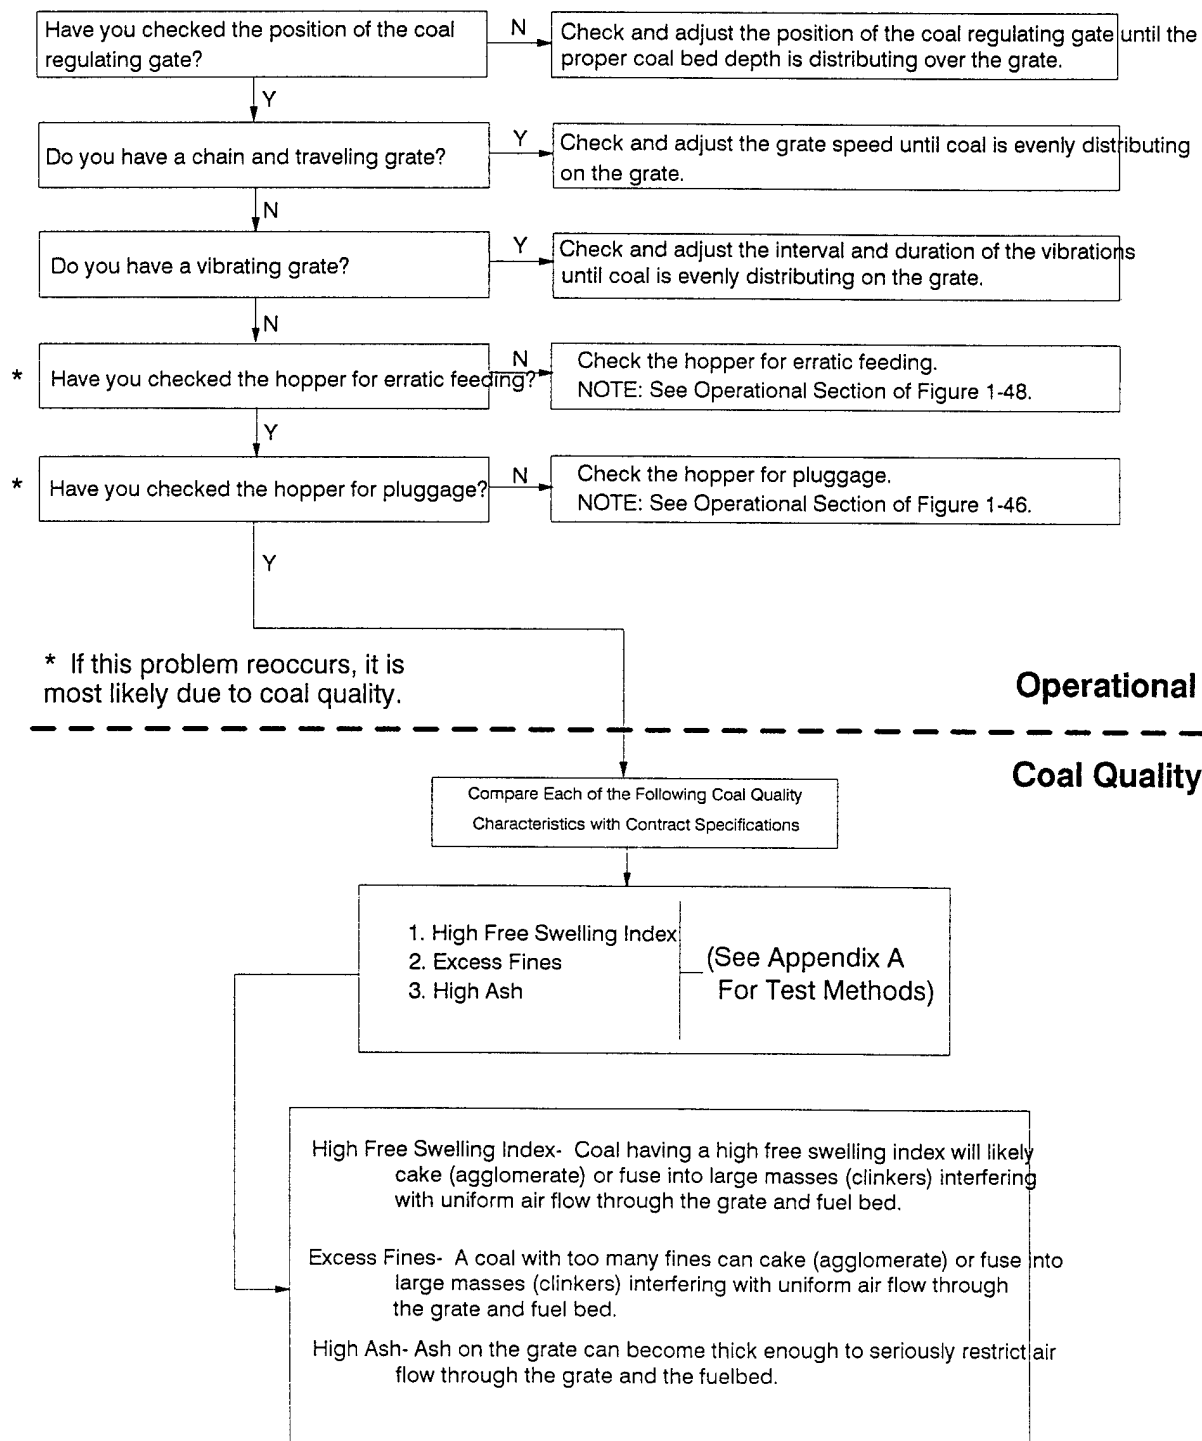 Have you checked the position of the coal
regulating gate?
N
Check and adjust the position of the coal regulating gate until the
proper coal bed depth is distributing over the grate.
Y
Do you have a chain and traveling grate?
Y
Check and adjust the grate speed until coal is evenly distributing
on the grate.
N
Do you have a vibrating grate?
Y
Check and adjust the interval and duration of the vibrations
until coal is evenly distributing on the grate.
N
* Have you checked the hopper for erratic feeding?
N
Check the hopper for erratic feeding.
NOTE: See Operational Section of Figure 1-48.
Y
* Have you checked the hopper for pluggage?
N
Check the hopper for pluggage.
NOTE: See Operational Section of Figure 1-46.
Y
* If this problem reoccurs, it is
most likely due to coal quality.
Operational
Coal Quality
Compare Each of the Following Coal Quality
Characteristics with Contract Specifications
1. High Free Swelling Index
2. Excess Fines
3. High Ash
(See Appendix A
For Test Methods)
High Free Swelling Index- Coal having a high free swelling index will likely
cake (agglomerate) or fuse into large masses (clinkers) interfering
with uniform air flow through the grate and fuel bed.
Excess Fines- A coal with too many fines can cake (agglomerate) or fuse into
large masses (clinkers) interfering with uniform air flow through
the grate and fuel bed.
High Ash- Ash on the grate can become thick enough to seriously restrict air
flow through the grate and the fuelbed.